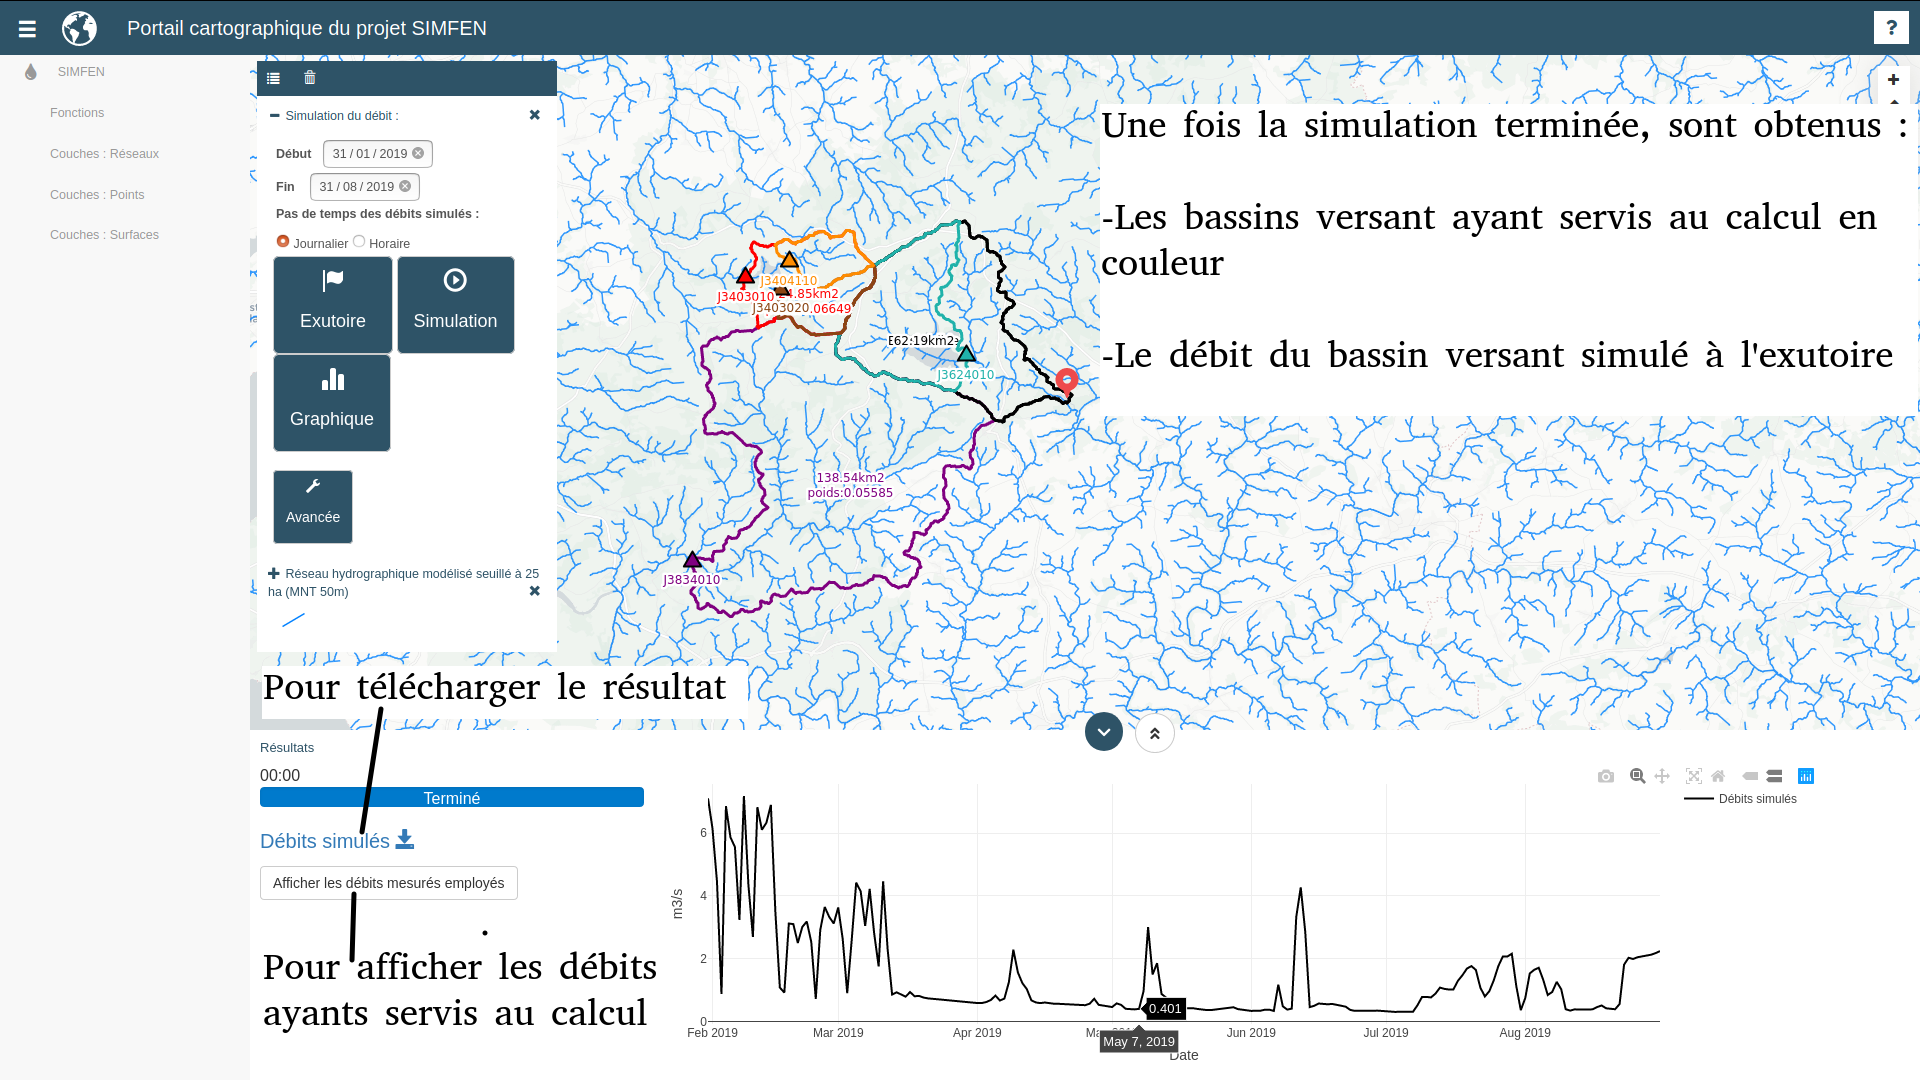 Portail cartographique du projet SIMFEN
?
SIMFEN
Fonctions
Couches : Réseaux
Couches : Points
Couches : Surfaces
Simulation du débit :
Début 31 / 01 / 2019
Fin 31 / 08 / 2019
Pas de temps des débits simulés :
Journalier Horaire
Exutoire
Simulation
Graphique
Avancée
Réseau hydrographique modélisé seuillé à 25
ha (MNT 50m)
Une fois la simulation terminée, sont obtenus :
-Les bassins versant ayant servis au calcul en
couleur
-Le débit du bassin versant simulé à l'exutoire
J3404110
J3403010
24.85km2
J3403020
.06649
62.19km2
J3624010
138.54km2
poids:0.05585
J3834010
Pour télécharger le résultat
Résultats
00:00
Terminé
Débits simulés
Afficher les débits mesurés employés
Pour afficher les débits
ayants servis au calcul
Débits simulés
m3/s
6
4
2
0
0.401
Feb 2019
Mar 2019
Apr 2019
May 7, 2019
Jun 2019
Jul 2019
Aug 2019
Date